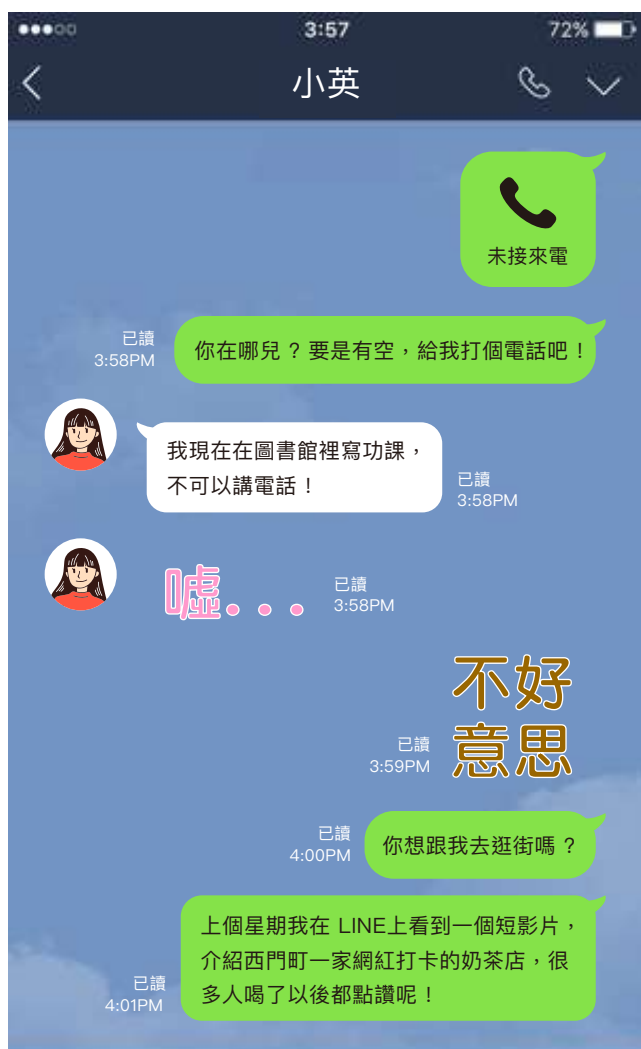 3:57
72%
小英
未接來電
已讀
3:58PM
你在哪兒？要是有空，給我打個電話吧！
我現在在圖書館裡寫功課，
不可以講電話！
已讀
3:58PM
噓...
已讀
3:58PM
不好
意思
已讀
3:59PM
已讀
4:00PM
你想跟我去逛街嗎？
上個星期我在 LINE上看到一個短影片，
介紹西門町一家網紅打卡的奶茶店，很
多人喝了以後都點讚呢！
已讀
4:01PM